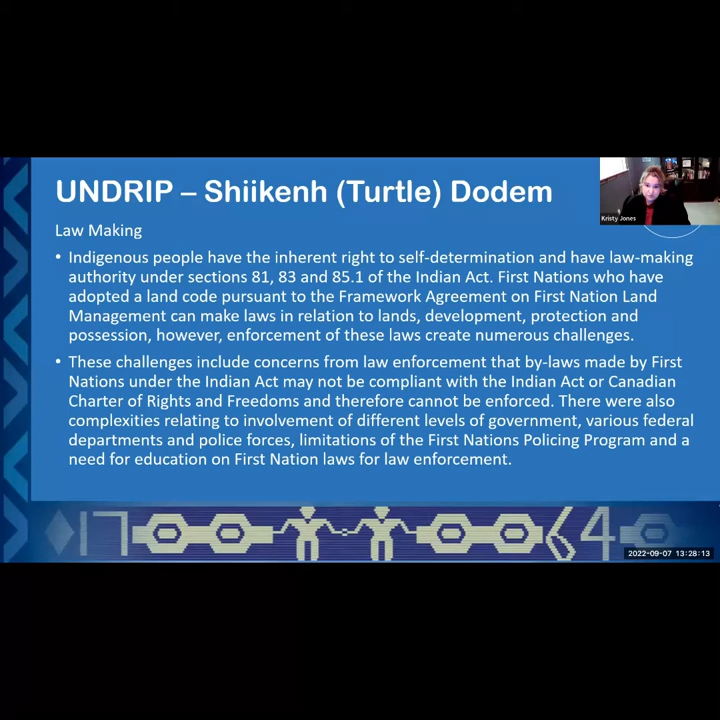 UNDRIP – Shiikenh (Turtle) Dodem
Kristy Jones
Law Making
• Indigenous people have the inherent right to self-determination and have law-making
authority under sections 81, 83 and 85.1 of the Indian Act. First Nations who have
adopted a land code pursuant to the Framework Agreement on First Nation Land
Management can make laws in relation to lands, development, protection and
possession, however, enforcement of these laws create numerous challenges.
• These challenges include concerns from law enforcement that by-laws made by First
Nations under the Indian Act may not be compliant with the Indian Act or Canadian
Charter of Rights and Freedoms and therefore cannot be enforced. There were also
complexities relating to involvement of different levels of government, various federal
departments and police forces, limitations of the First Nations Policing Program and a
need for education on First Nation laws for law enforcement.
17 64
2022-09-07 13:28:13